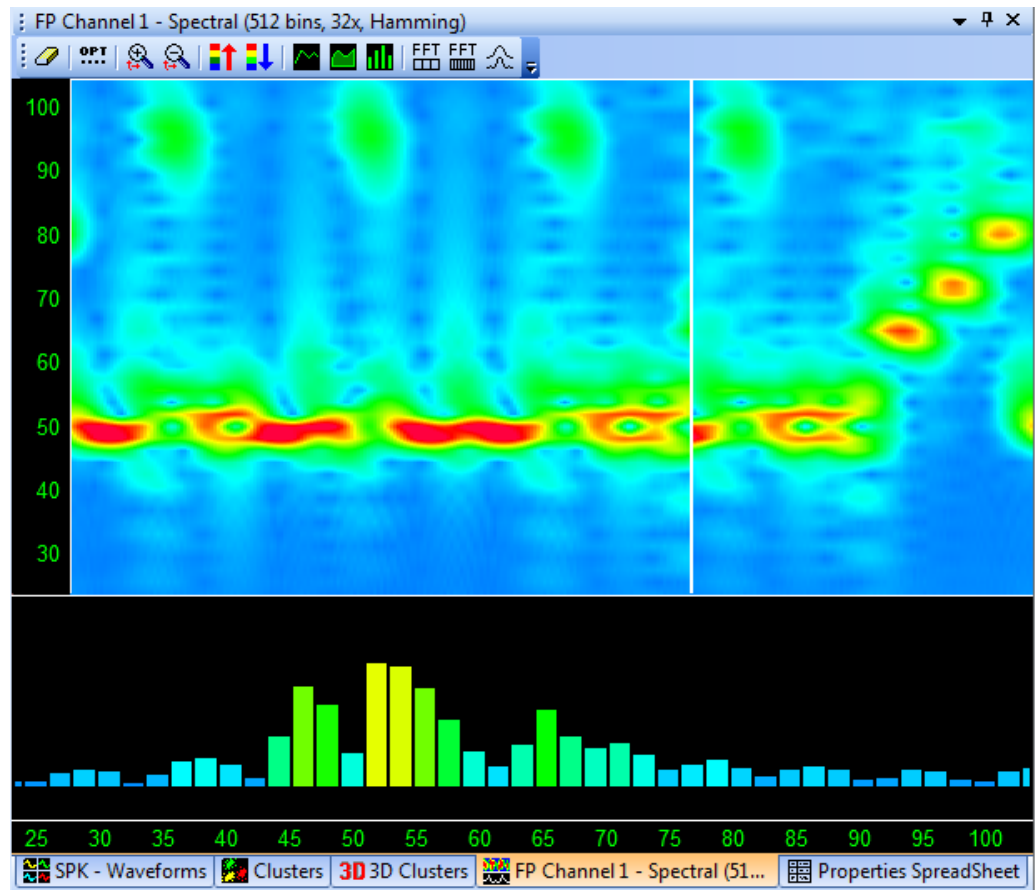 FP Channel 1 - Spectral (512 bins, 32x, Hamming)
OPT FFT FFT
100
90
80
70
60
50
40
30
25 30 35 40 45 50 55 60 65 70 75 80 85 90 95 100
SPK - Waveforms Clusters 3D 3D Clusters FP Channel 1 - Spectral (51... Properties SpreadSheet